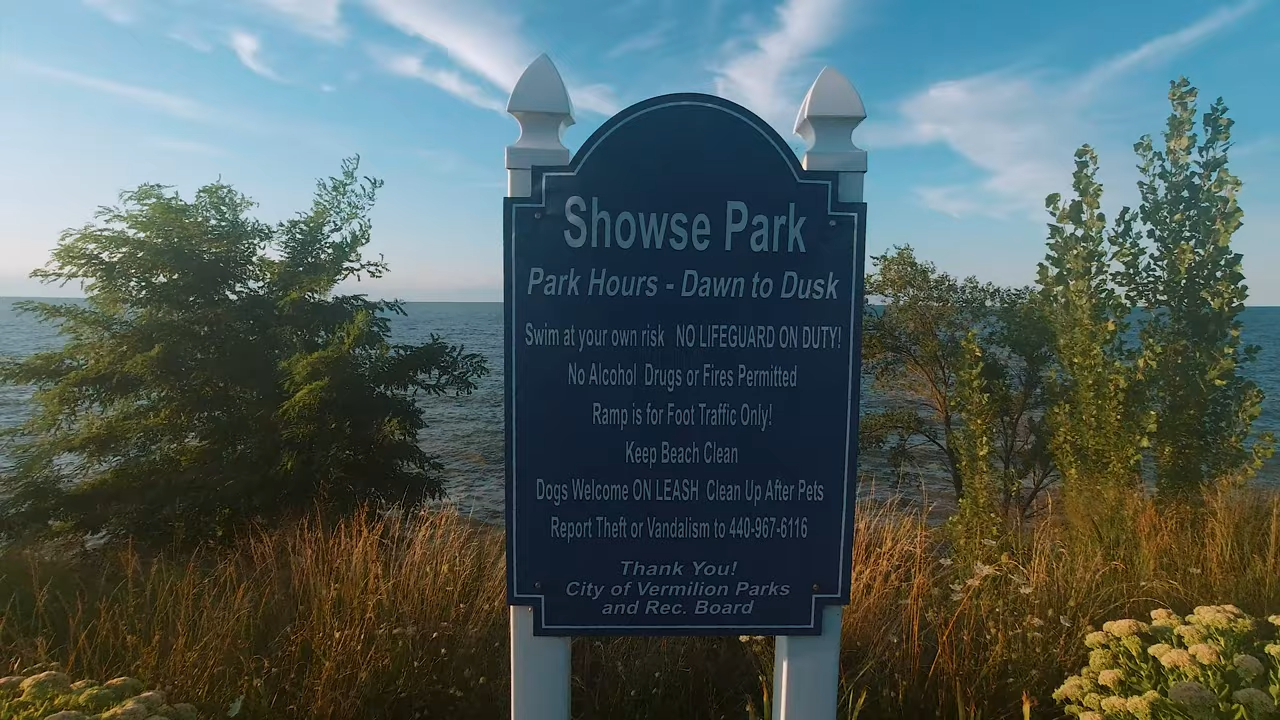 Showse Park
Park Hours - Dawn to Dusk
Swim at your own risk NO LIFEGUARD ON DUTY!
No Alcohol Drugs or Fires Permitted
Ramp is for Foot Traffic Only!
Keep Beach Clean
Dogs Welcome ON LEASH Clean Up After Pets
Report Theft or Vandalism to 440-967-6116
Thank You!
City of Vermilion Parks
and Rec. Board